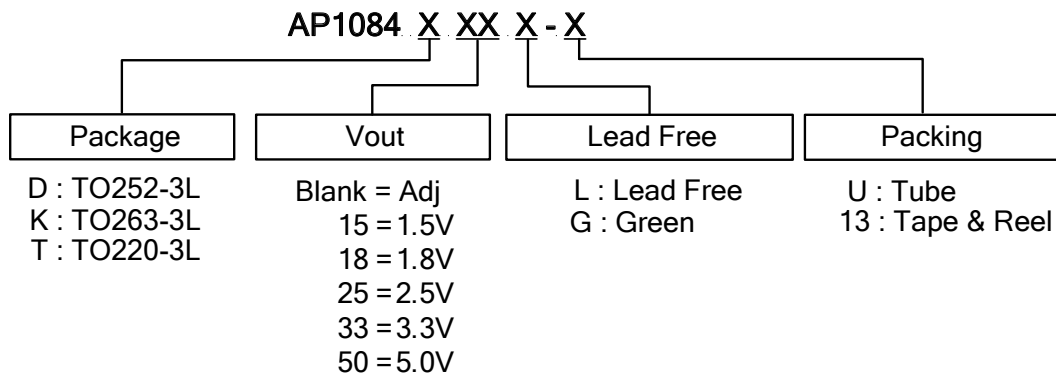 AP1084 X XX X - X
Package
D : TO252-3L
K : TO263-3L
T : TO220-3L
Vout
Blank = Adj
15 = 1.5V
18 = 1.8V
25 = 2.5V
33 = 3.3V
50 = 5.0V
Lead Free
L : Lead Free
G : Green
Packing
U : Tube
13 : Tape & Reel